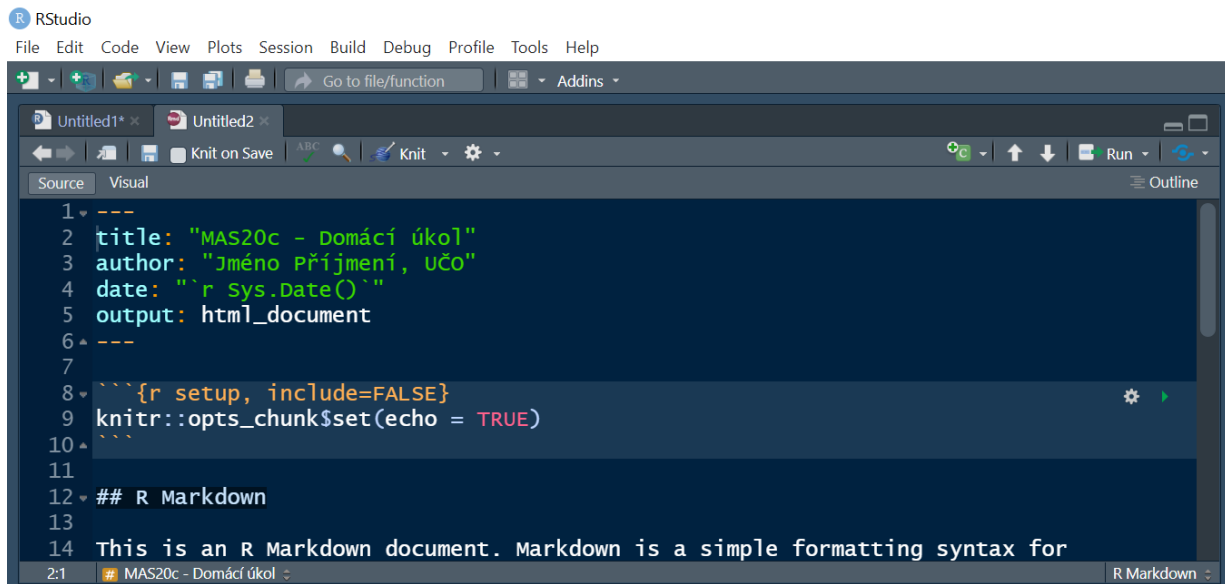 RStudio
File Edit Code View Plots Session Build Debug Profile Tools Help
Go to file/function Addins
Untitled1* Untitled2
Knit on Save ABC Knit Run
Source Visual Outline
1 ---
2 title: "MAS20c - Domácí úkol"
3 author: "Jméno Příjmení, UČO"
4 date: "`r Sys.Date()`"
5 output: html_document
6 ---
7
8 ```{r setup, include=FALSE}
9 knitr::opts_chunk$set(echo = TRUE)
10 ```
11
12 ## R Markdown
13
14 This is an R Markdown document. Markdown is a simple formatting syntax for
2:1 # MAS20c - Domácí úkol R Markdown